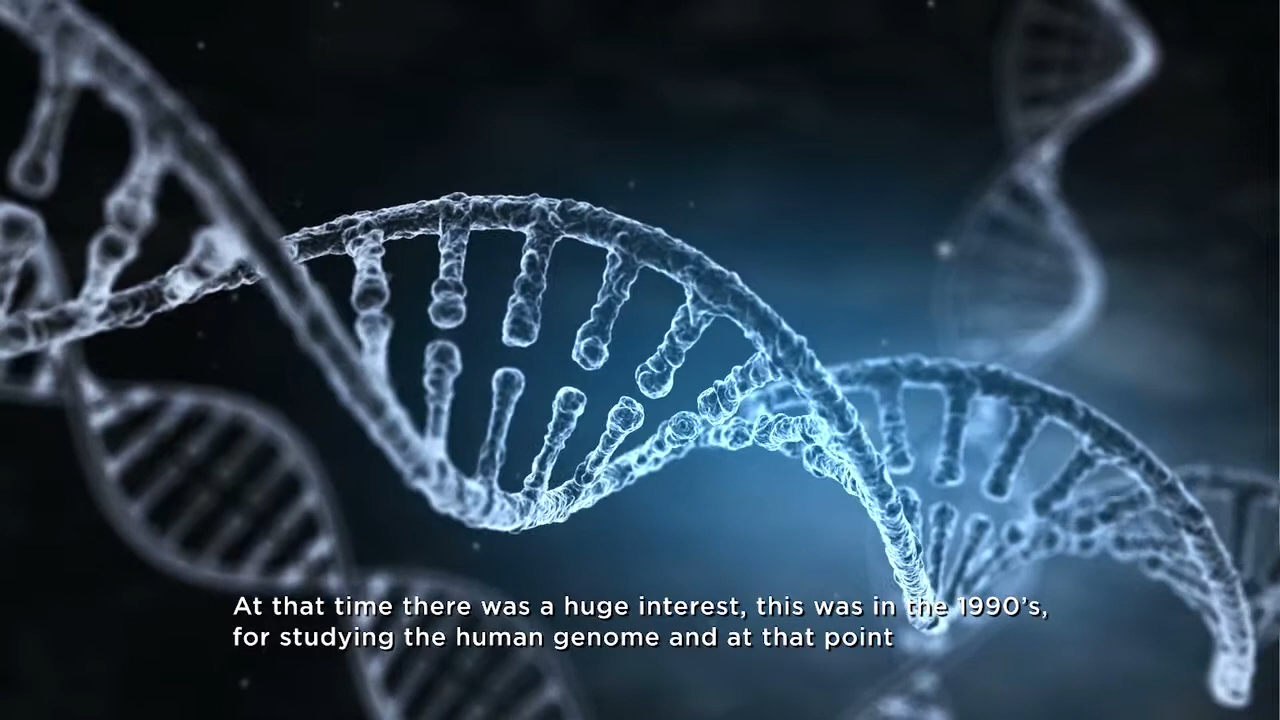 At that time there was a huge interest, this was in the 1990's,
for studying the human genome and at that point